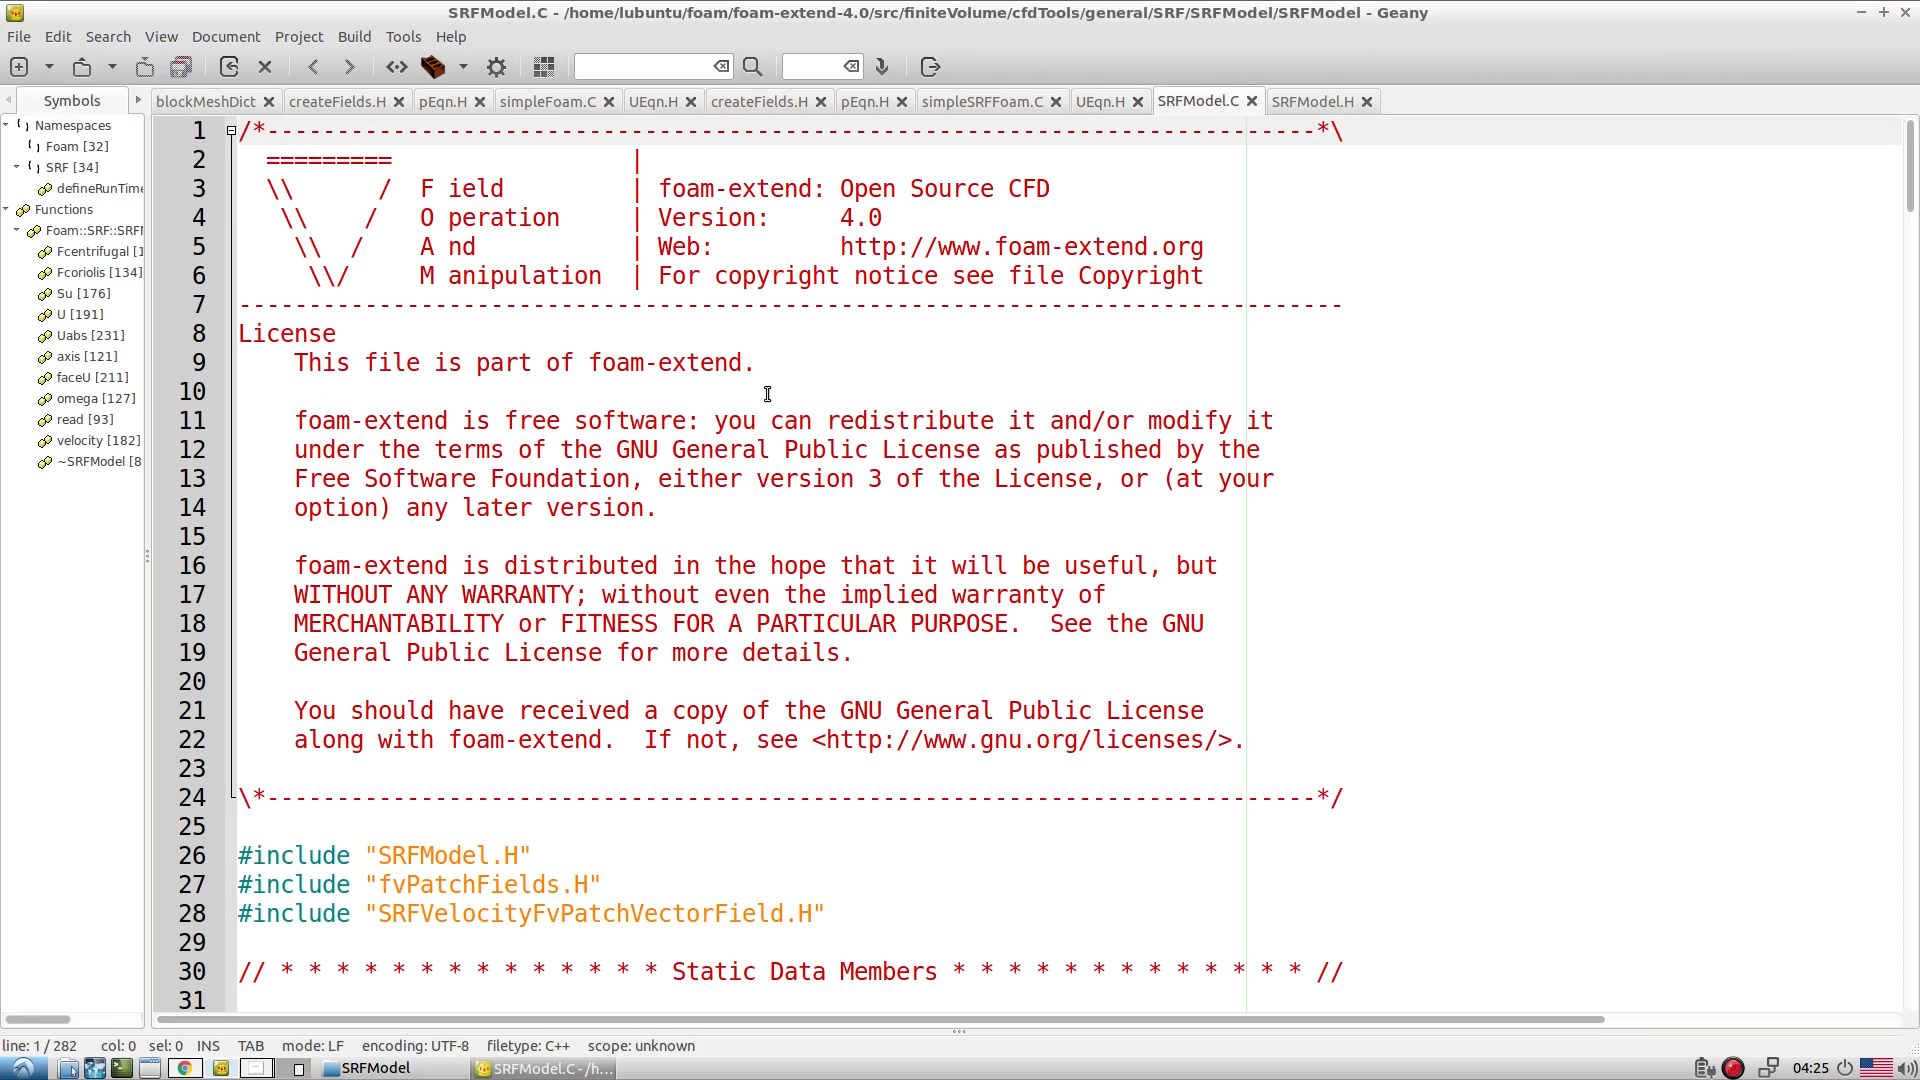 SRFModel.C - /home/lubuntu/foam/foam-extend-4.0/src/finiteVolume/cfdTools/general/SRF/SRFModel/SRFModel - Geany
File Edit Search View Document Project Build Tools Help
Symbols
blockMeshDict createFields.H pEqn.H simpleFoam.C UEqn.H createFields.H pEqn.H simpleSRFFoam.C UEqn.H SRFModel.C SRFModel.H
Namespaces
Foam [32]
SRF [34]
defineRunTime
Functions
Foam::SRF::SRFI
Fcentrifugal [1
Fcoriolis [134]
Su [176]
U [191]
Uabs [231]
axis [121]
faceU [211]
omega [127]
read [93]
velocity [182]
~SRFModel [8
1 /*---------------------------------------------------------------------------*\
2   =========                 |
3   \\      /  F ield         | foam-extend: Open Source CFD
4    \\    /   O peration     | Version:     4.0
5     \\  /    A nd           | Web:         http://www.foam-extend.org
6      \\/     M anipulation  | For copyright notice see file Copyright
7 -------------------------------------------------------------------------------
8 License
9     This file is part of foam-extend.
10
11     foam-extend is free software: you can redistribute it and/or modify it
12     under the terms of the GNU General Public License as published by the
13     Free Software Foundation, either version 3 of the License, or (at your
14     option) any later version.
15
16     foam-extend is distributed in the hope that it will be useful, but
17     WITHOUT ANY WARRANTY; without even the implied warranty of
18     MERCHANTABILITY or FITNESS FOR A PARTICULAR PURPOSE.  See the GNU
19     General Public License for more details.
20
21     You should have received a copy of the GNU General Public License
22     along with foam-extend.  If not, see <http://www.gnu.org/licenses/>.
23
24 \*---------------------------------------------------------------------------*/
25
26 #include "SRFModel.H"
27 #include "fvPatchFields.H"
28 #include "SRFVelocityFvPatchVectorField.H"
29
30 // * * * * * * * * * * * * * * Static Data Members * * * * * * * * * * * * * //
31
line: 1 / 282 col: 0 sel: 0 INS TAB mode: LF encoding: UTF-8 filetype: C++ scope: unknown
SRFModel SRFModel.C - /h... 04:25